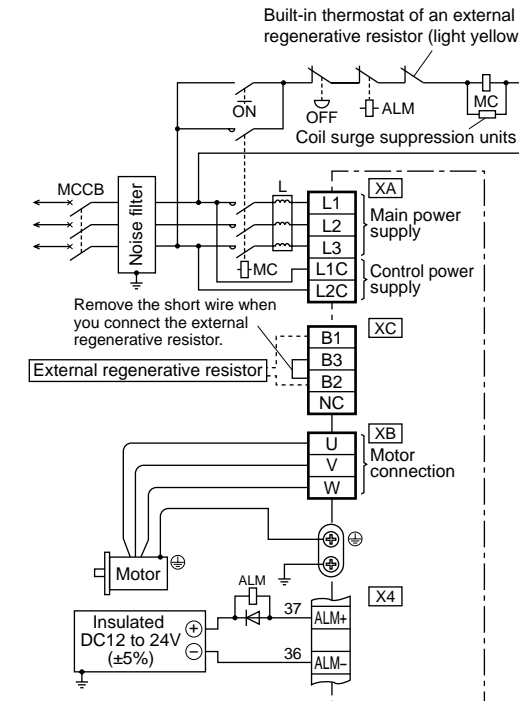 Built-in thermostat of an external
regenerative resistor (light yellow
ON
OFF
ALM
MC
Coil surge suppression units
MCCB
Noise filter
L
XA
L1
L2
L3
Main power
supply
MC
L1C
L2C
Control power
supply
Remove the short wire when
you connect the external
regenerative resistor.
XC
B1
B3
B2
NC
External regenerative resistor
XB
U
V
W
Motor
connection
Motor
ALM
X4
Insulated
DC12 to 24V
(±5%)
+
−
37
ALM+
36
ALM−